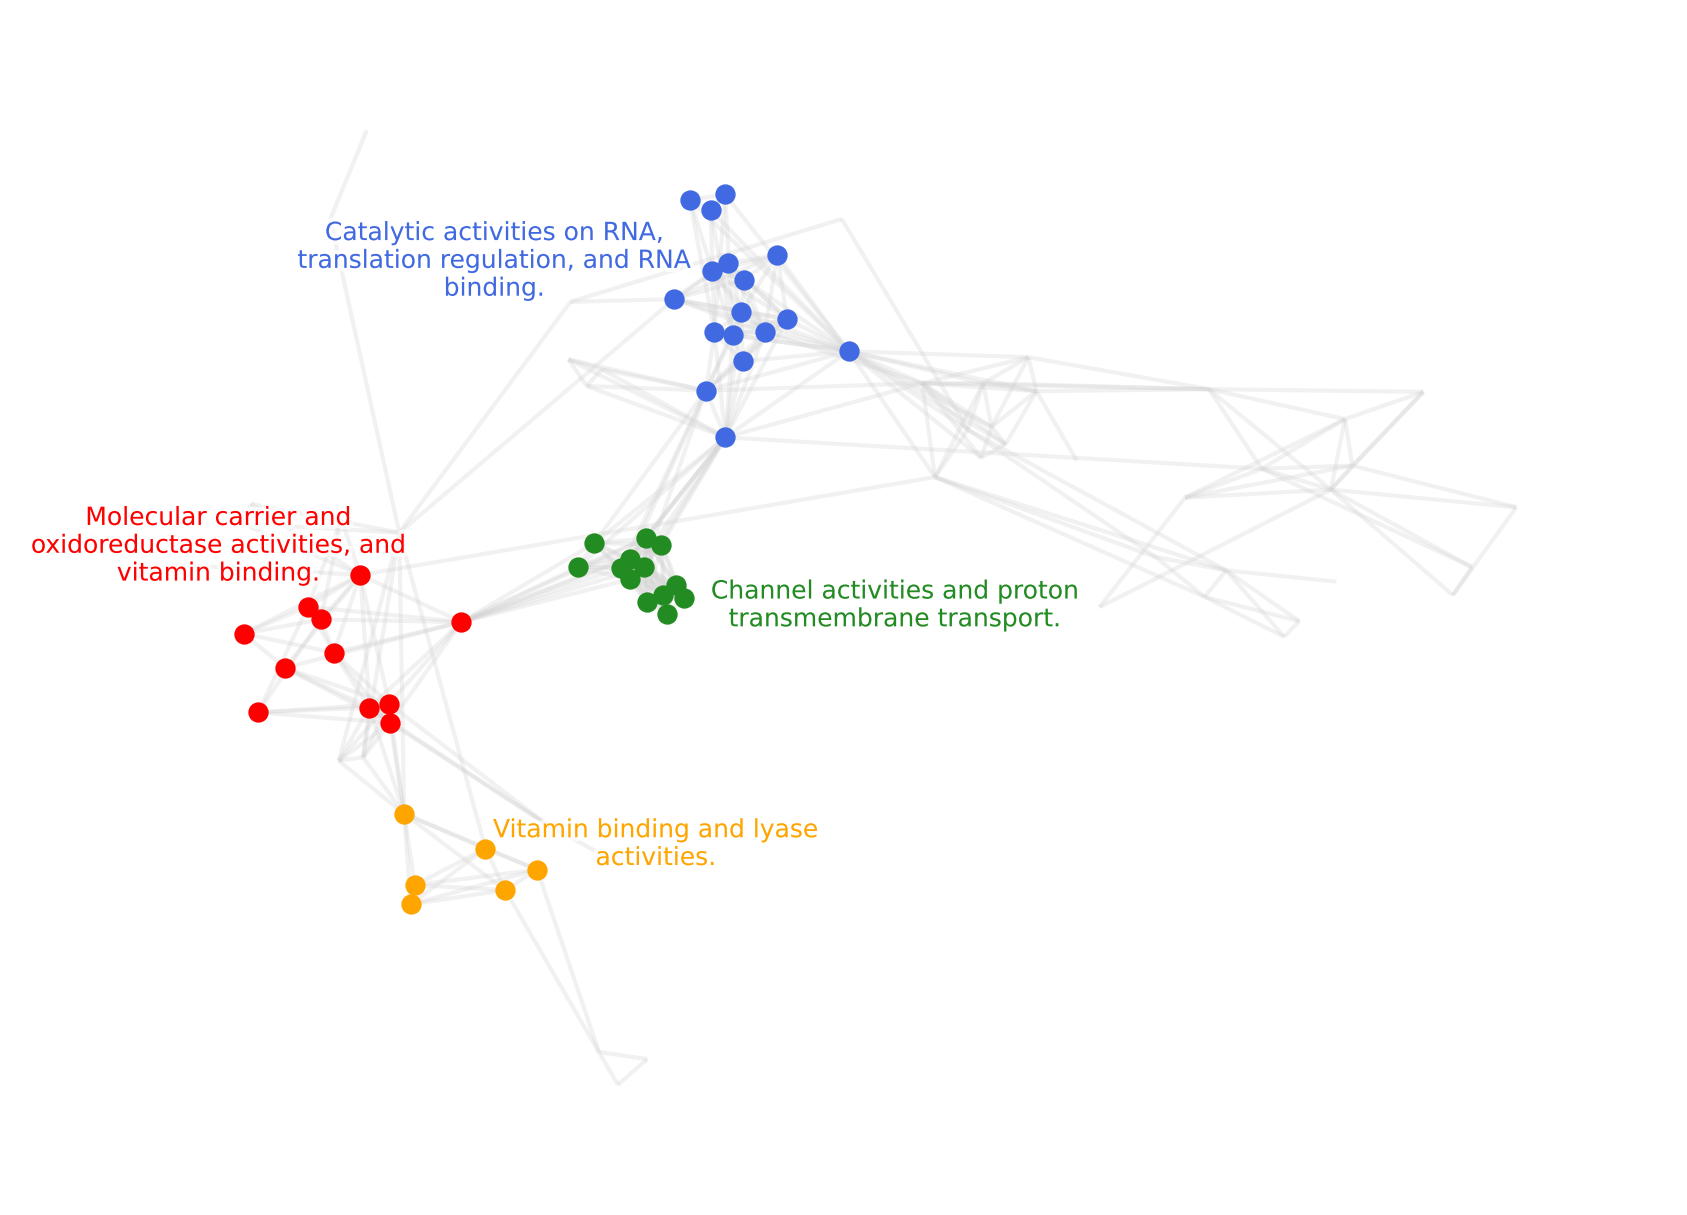 Catalytic activities on RNA,
translation regulation, and RNA
binding.
Molecular carrier and
oxidoreductase activities, and
vitamin binding.
Channel activities and proton
transmembrane transport.
Vitamin binding and lyase
activities.